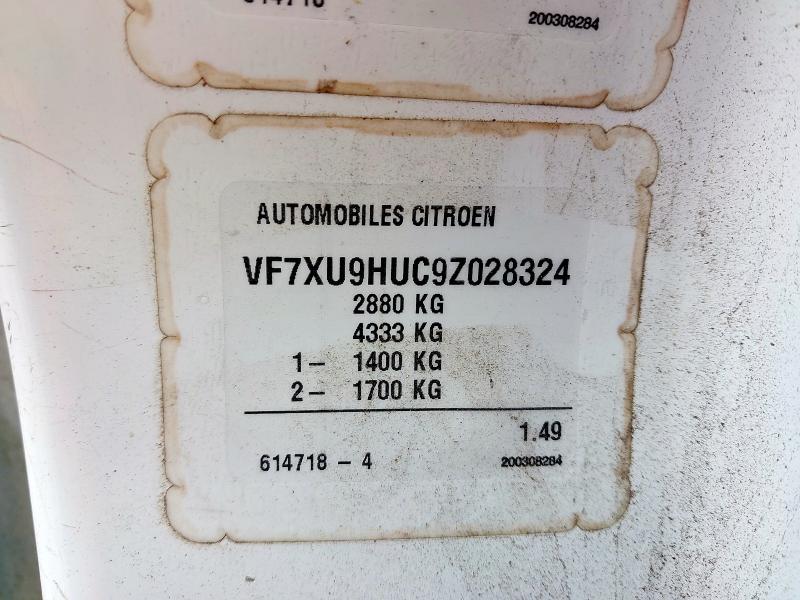 200308284
AUTOMOBILES CITROEN
VF7XU9HUC9Z028324
2880 KG
4333 KG
1- 1400 KG
2- 1700 KG
1.49
614718 - 4
200308284